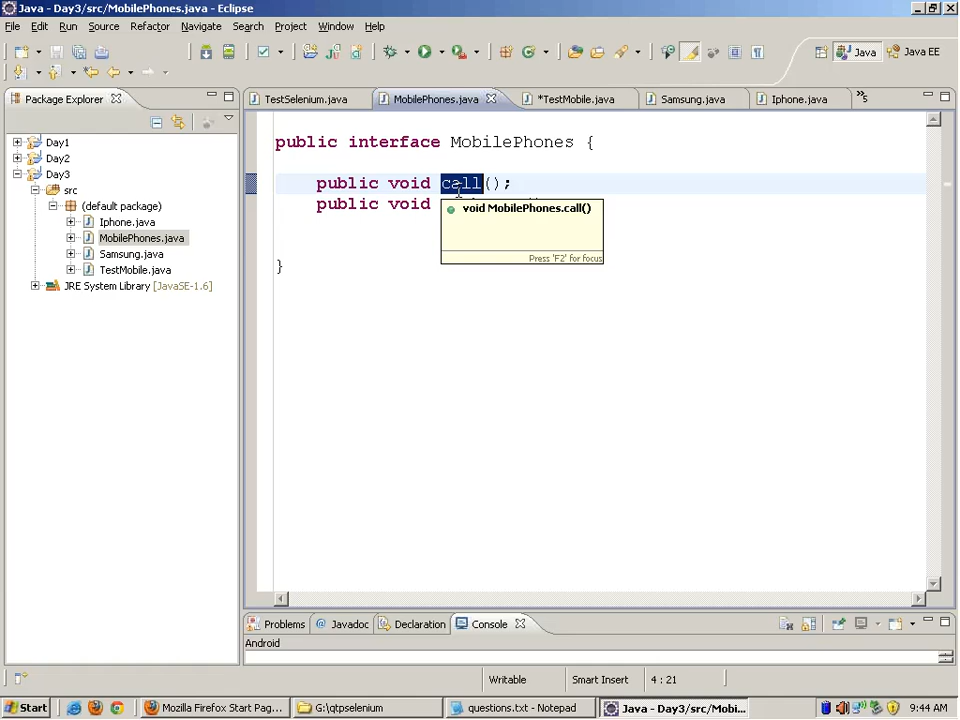 Java - Day3/src/MobilePhones.java - Eclipse
File Edit Run Source Refactor Navigate Search Project Window Help
Java Java EE
Package Explorer
TestSelenium.java MobilePhones.java *TestMobile.java Samsung.java Iphone.java »5
Day1
Day2
Day3
src
(default package)
Iphone.java
MobilePhones.java
Samsung.java
TestMobile.java
JRE System Library [JavaSE-1.6]
public interface MobilePhones {
public void call();
public void
void MobilePhones.call()
Press 'F2' for focus
}
Problems Javadoc Declaration Console
Android
Writable Smart Insert 4 : 21
Start Mozilla Firefox Start Pag... G:\qtpselenium questions.txt - Notepad Java - Day3/src/Mobi... 9:44 AM